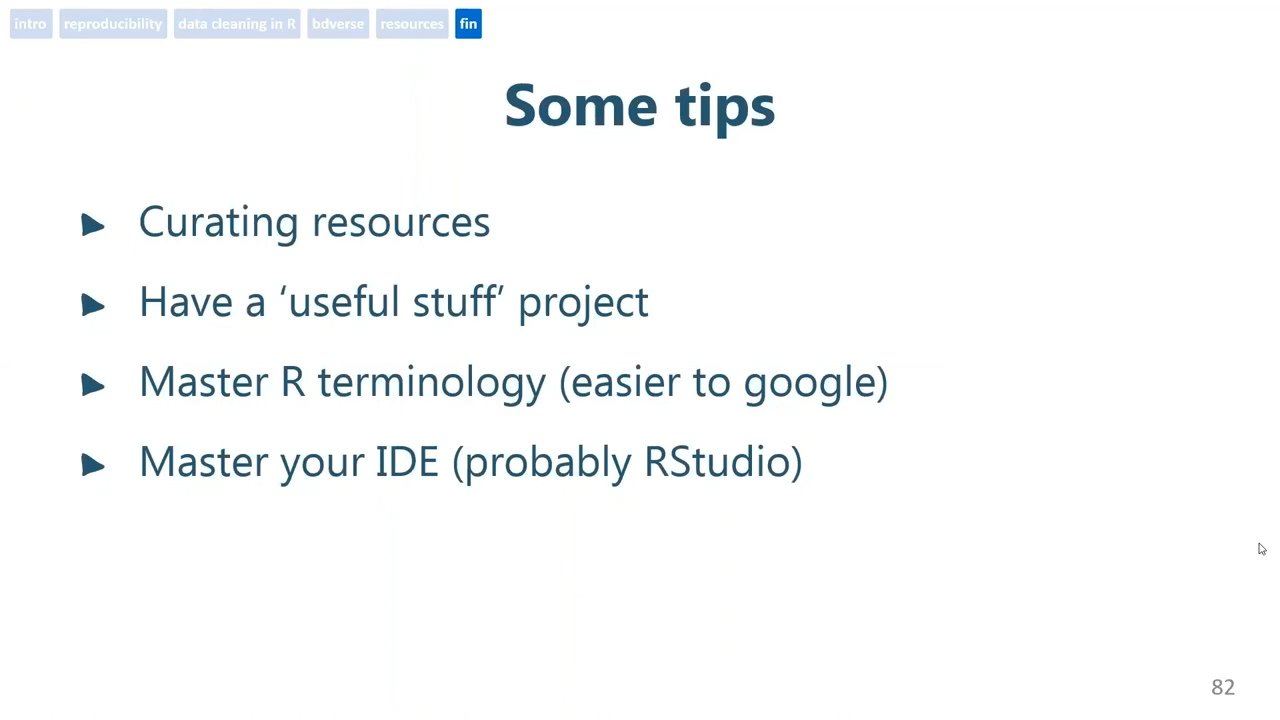 intro reproducibility data cleaning in R bdverse resources fin
Some tips
Curating resources
Have a ‘useful stuff’ project
Master R terminology (easier to google)
Master your IDE (probably RStudio)
82